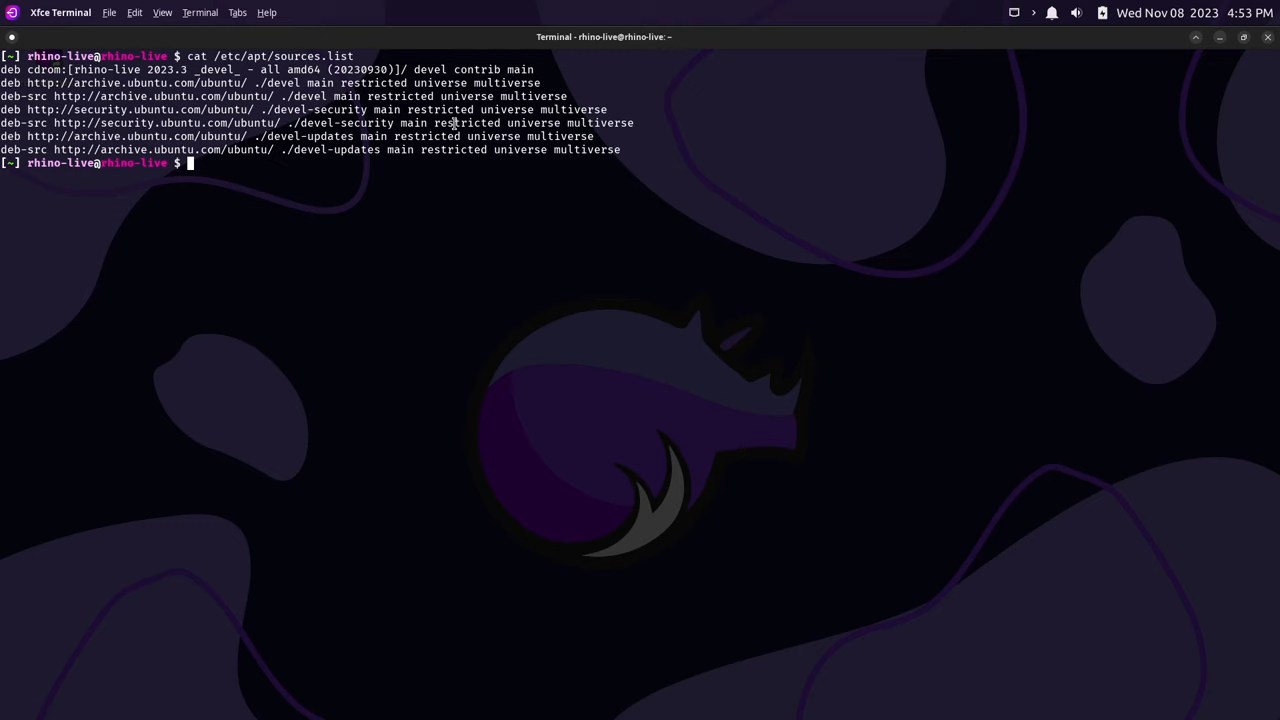 Xfce Terminal File Edit View Terminal Tabs Help Wed Nov 08 2023 4:53 PM
Terminal - rhino-live@rhino-live: ~
[~] rhino-live@rhino-live $ cat /etc/apt/sources.list
deb cdrom:[rhino-live 2023.3 _devel_ - all amd64 (20230930)]/ devel contrib main
deb http://archive.ubuntu.com/ubuntu/ ./devel main restricted universe multiverse
deb-src http://archive.ubuntu.com/ubuntu/ ./devel main restricted universe multiverse
deb http://security.ubuntu.com/ubuntu/ ./devel-security main restricted universe multiverse
deb-src http://security.ubuntu.com/ubuntu/ ./devel-security main restricted universe multiverse
deb http://archive.ubuntu.com/ubuntu/ ./devel-updates main restricted universe multiverse
deb-src http://archive.ubuntu.com/ubuntu/ ./devel-updates main restricted universe multiverse
[~] rhino-live@rhino-live $